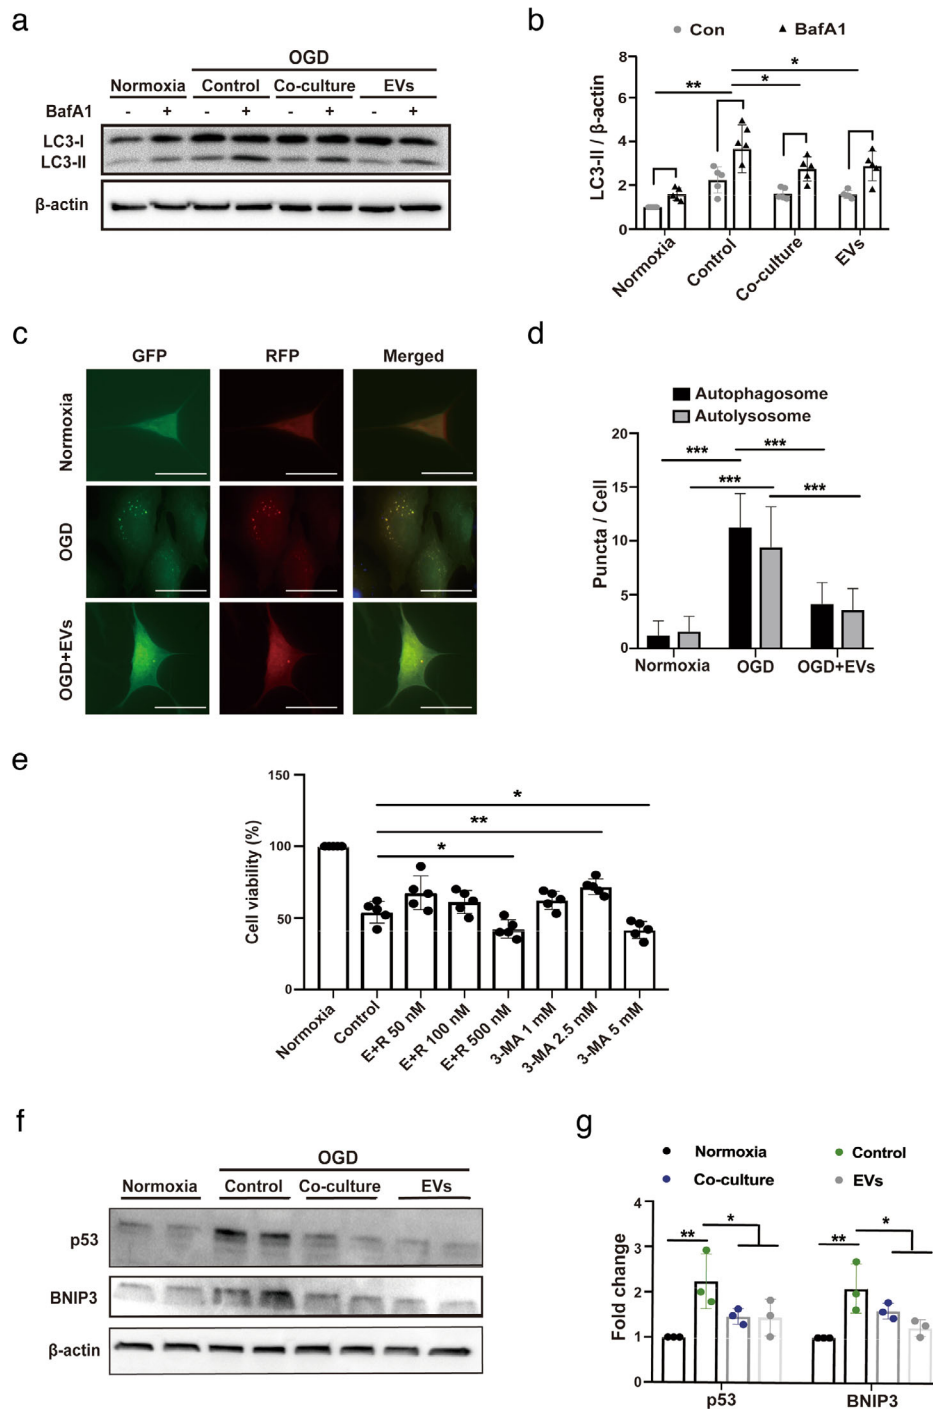 a
OGD
Normoxia Control Co-culture EVs
BafA1 - + - + - + - +
LC3-I
LC3-II
β-actin
b
Con BafA1
LC3-II / β-actin
8
6
4
2
0
** * *
Normoxia Control Co-culture EVs
c
GFP RFP Merged
Normoxia
OGD
OGD+EVs
d
Autophagosome
Autolysosome
Puncta / Cell
20
15
10
5
0
*** ***
*** ***
Normoxia OGD OGD+EVs
e
Cell viability (%)
150
100
50
0
*
**
*
Normoxia Control E+R 50 nM E+R 100 nM E+R 500 nM 3-MA 1 mM 3-MA 2.5 mM 3-MA 5 mM
f
OGD
Normoxia Control Co-culture EVs
p53
BNIP3
β-actin
g
Normoxia Control
Co-culture EVs
Fold change
4
3
2
1
0
** * ** *
p53 BNIP3